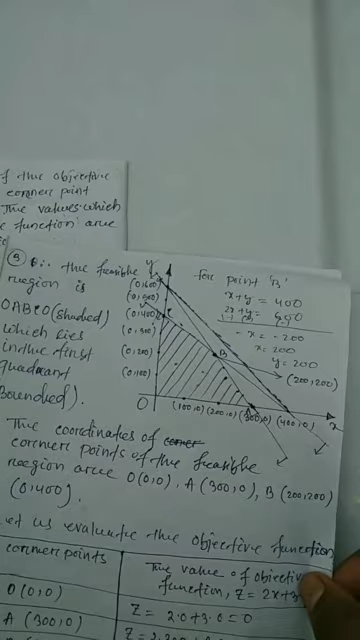 f the objective
corner point
The values which
function are
③ ∴ the feasible
region is
OABCO (shaded)
which lies
in the first
quadrant
Bounded).
y
(0,600)
(0,500)
(0,400)
(0,300)
(0,200)
(0,100)
O
(100,0) (200,0) (300,0) (400,0)
x
B
(200,200)
for point 'B'
x+y = 400
2x+y = 600
- x = -200
x = 200
y = 200
The coordinates of corner
corner points of the feasible
region are O(0,0), A(300,0), B(200,200)
(0,400).
et us evaluate the objective function
corner points
The value of objective
function, Z = 2x+3
O(0,0)
Z = 2.0+3.0=0
A(300,0)